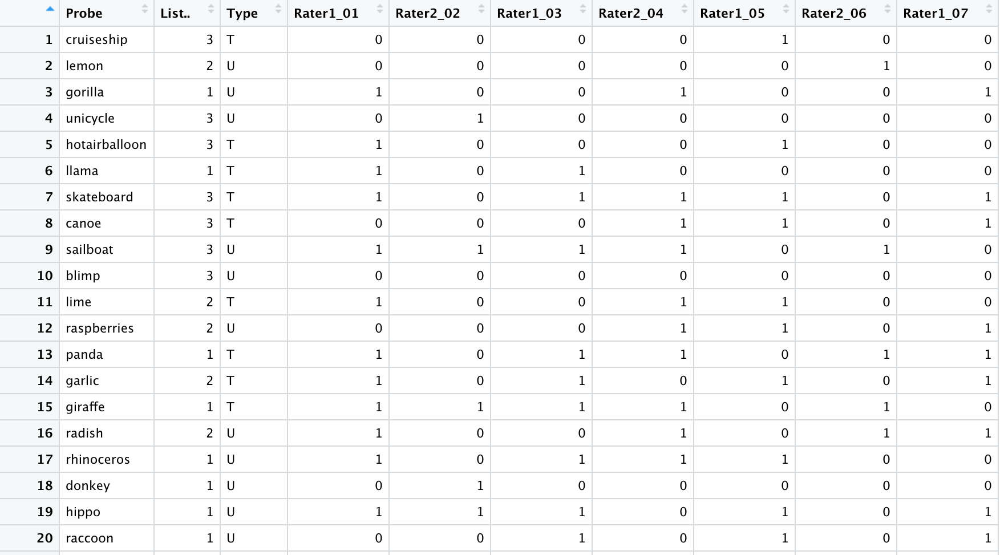 Probe List.. Type Rater1_01 Rater2_02 Rater1_03 Rater2_04 Rater1_05 Rater2_06 Rater1_07
1 cruiseship 3 T 0 0 0 0 1 0 0
2 lemon 2 U 0 0 0 0 0 1 0
3 gorilla 1 U 1 0 0 1 0 0 1
4 unicycle 3 U 0 1 0 0 0 0 0
5 hotairballoon 3 T 1 0 0 0 1 0 0
6 llama 1 T 1 0 1 0 0 0 0
7 skateboard 3 T 1 0 1 1 1 0 1
8 canoe 3 T 0 0 0 1 1 0 1
9 sailboat 3 U 1 1 1 1 0 1 0
10 blimp 3 U 0 0 0 0 0 0 0
11 lime 2 T 1 0 0 1 1 0 0
12 raspberries 2 U 0 0 0 1 1 0 1
13 panda 1 T 1 0 1 1 0 1 1
14 garlic 2 T 1 0 1 0 1 0 1
15 giraffe 1 T 1 1 1 1 0 1 0
16 radish 2 U 1 0 0 1 0 1 1
17 rhinoceros 1 U 1 0 1 1 1 0 0
18 donkey 1 U 0 1 0 0 0 0 0
19 hippo 1 U 1 1 1 0 1 0 1
20 raccoon 1 U 0 0 1 0 1 0 1